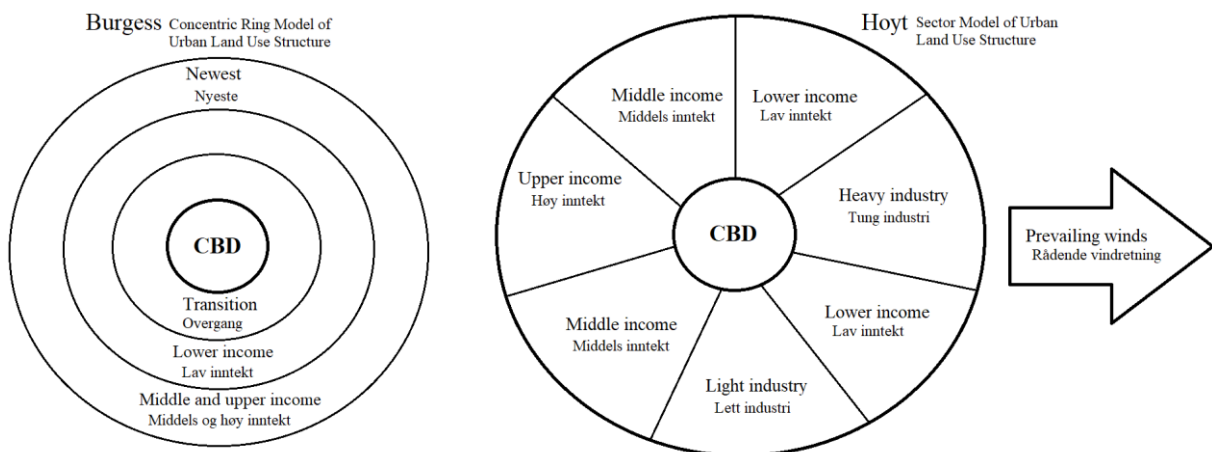 Burgess Concentric Ring Model of
Urban Land Use Structure
Newest
Nyeste
CBD
Transition
Overgang
Lower income
Lav inntekt
Middle and upper income
Middels og høy inntekt
Hoyt Sector Model of Urban
Land Use Structure
Middle income
Middels inntekt
Lower income
Lav inntekt
Upper income
Høy inntekt
Heavy industry
Tung industri
CBD
Middle income
Middels inntekt
Lower income
Lav inntekt
Light industry
Lett industri
Prevailing winds
Rådende vindretning